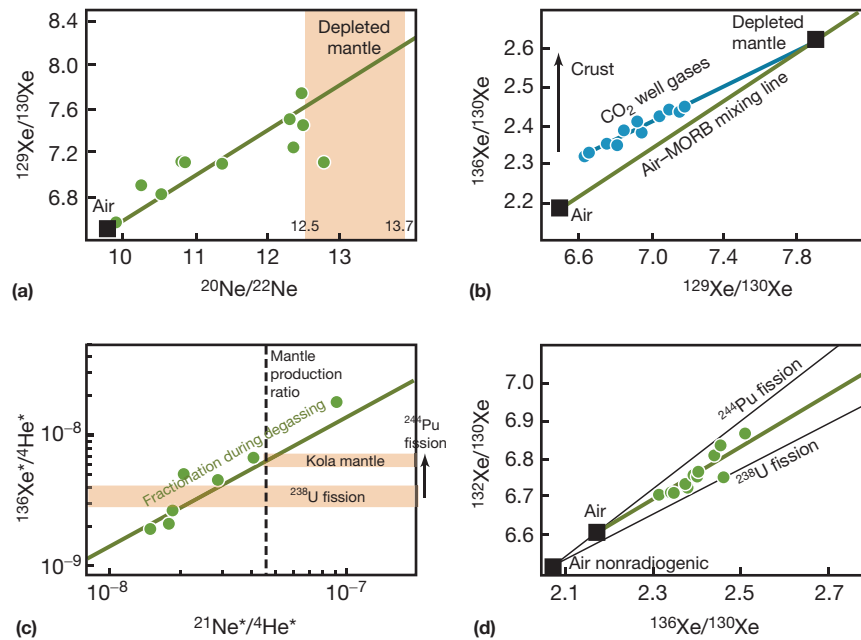 8.4
8.0
7.6
7.2
6.8
¹²⁹Xe/¹³⁰Xe
Depleted
mantle
Air
12.5
13.7
10
11
12
13
(a)
²⁰Ne/²²Ne
2.6
2.5
2.4
2.3
2.2
¹³⁶Xe/¹³⁰Xe
Depleted
mantle
Crust
CO₂ well gases
Air–MORB mixing line
Air
6.6
7.0
7.4
7.8
(b)
¹²⁹Xe/¹³⁰Xe
10⁻⁸
10⁻⁹
¹³⁶Xe*/⁴He*
Mantle
production
ratio
Fractionation during degassing
²⁴⁴Pu
fission
Kola mantle
²³⁸U fission
10⁻⁸
10⁻⁷
(c)
²¹Ne*/⁴He*
7.0
6.9
6.8
6.7
6.6
¹³²Xe/¹³⁰Xe
²⁴⁴Pu fission
²³⁸U fission
Air
Air nonradiogenic
2.1
2.3
2.5
2.7
(d)
¹³⁶Xe/¹³⁰Xe